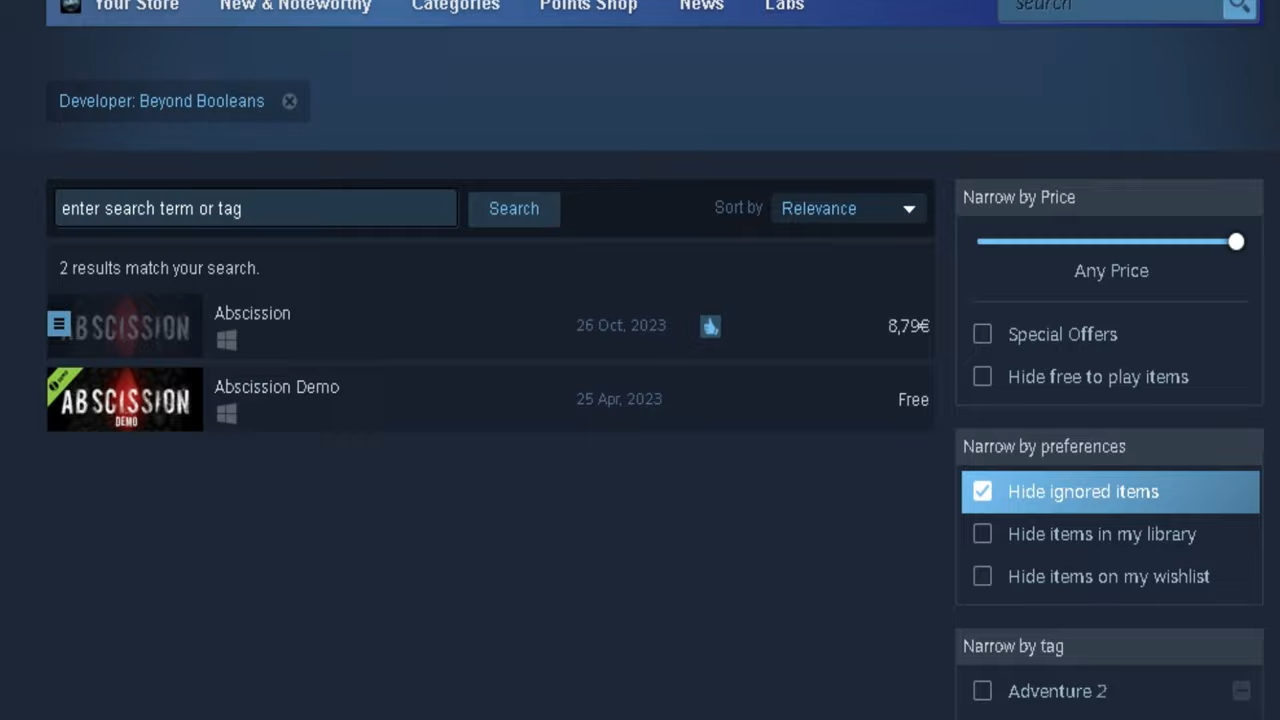 Your Store New & Noteworthy Categories Points Shop News Labs search
Developer: Beyond Booleans
enter search term or tag Search Sort by Relevance
2 results match your search.
ABSCISSION Abscission 26 Oct, 2023 8,79€
ABSCISSION DEMO Abscission Demo 25 Apr, 2023 Free
Narrow by Price
Any Price
Special Offers
Hide free to play items
Narrow by preferences
Hide ignored items
Hide items in my library
Hide items on my wishlist
Narrow by tag
Adventure 2